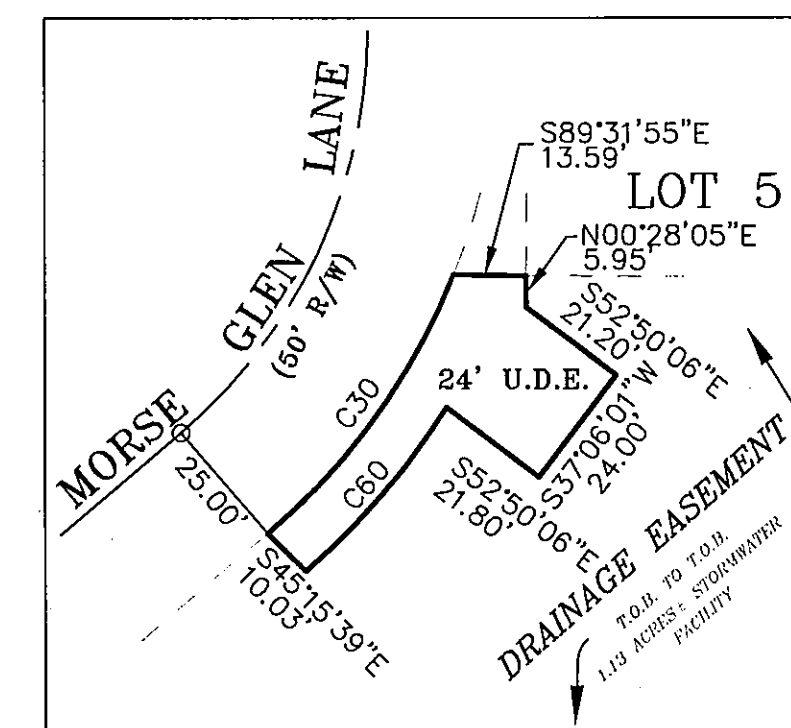 MORSE GLEN LANE
(50' R/W)
S89°31'55"E
13.59'
LOT 5
N00°28'05"E
5.95'
S52°50'06"E
21.20'
C30
24' U.D.E.
S37°06'01"W
24.00'
C60
25.00'
S52°50'06"E
21.80'
S45°15'39"E
10.03'
DRAINAGE EASEMENT
T.O.B. TO T.O.B.
1.13 ACRES± STORMWATER
FACILITY